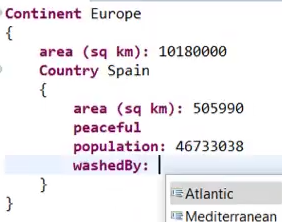 Continent Europe
{
area (sq km): 10180000
Country Spain
{
area (sq km): 505990
peaceful
population: 46733038
washedBy:
Atlantic
}
Mediterranean
}